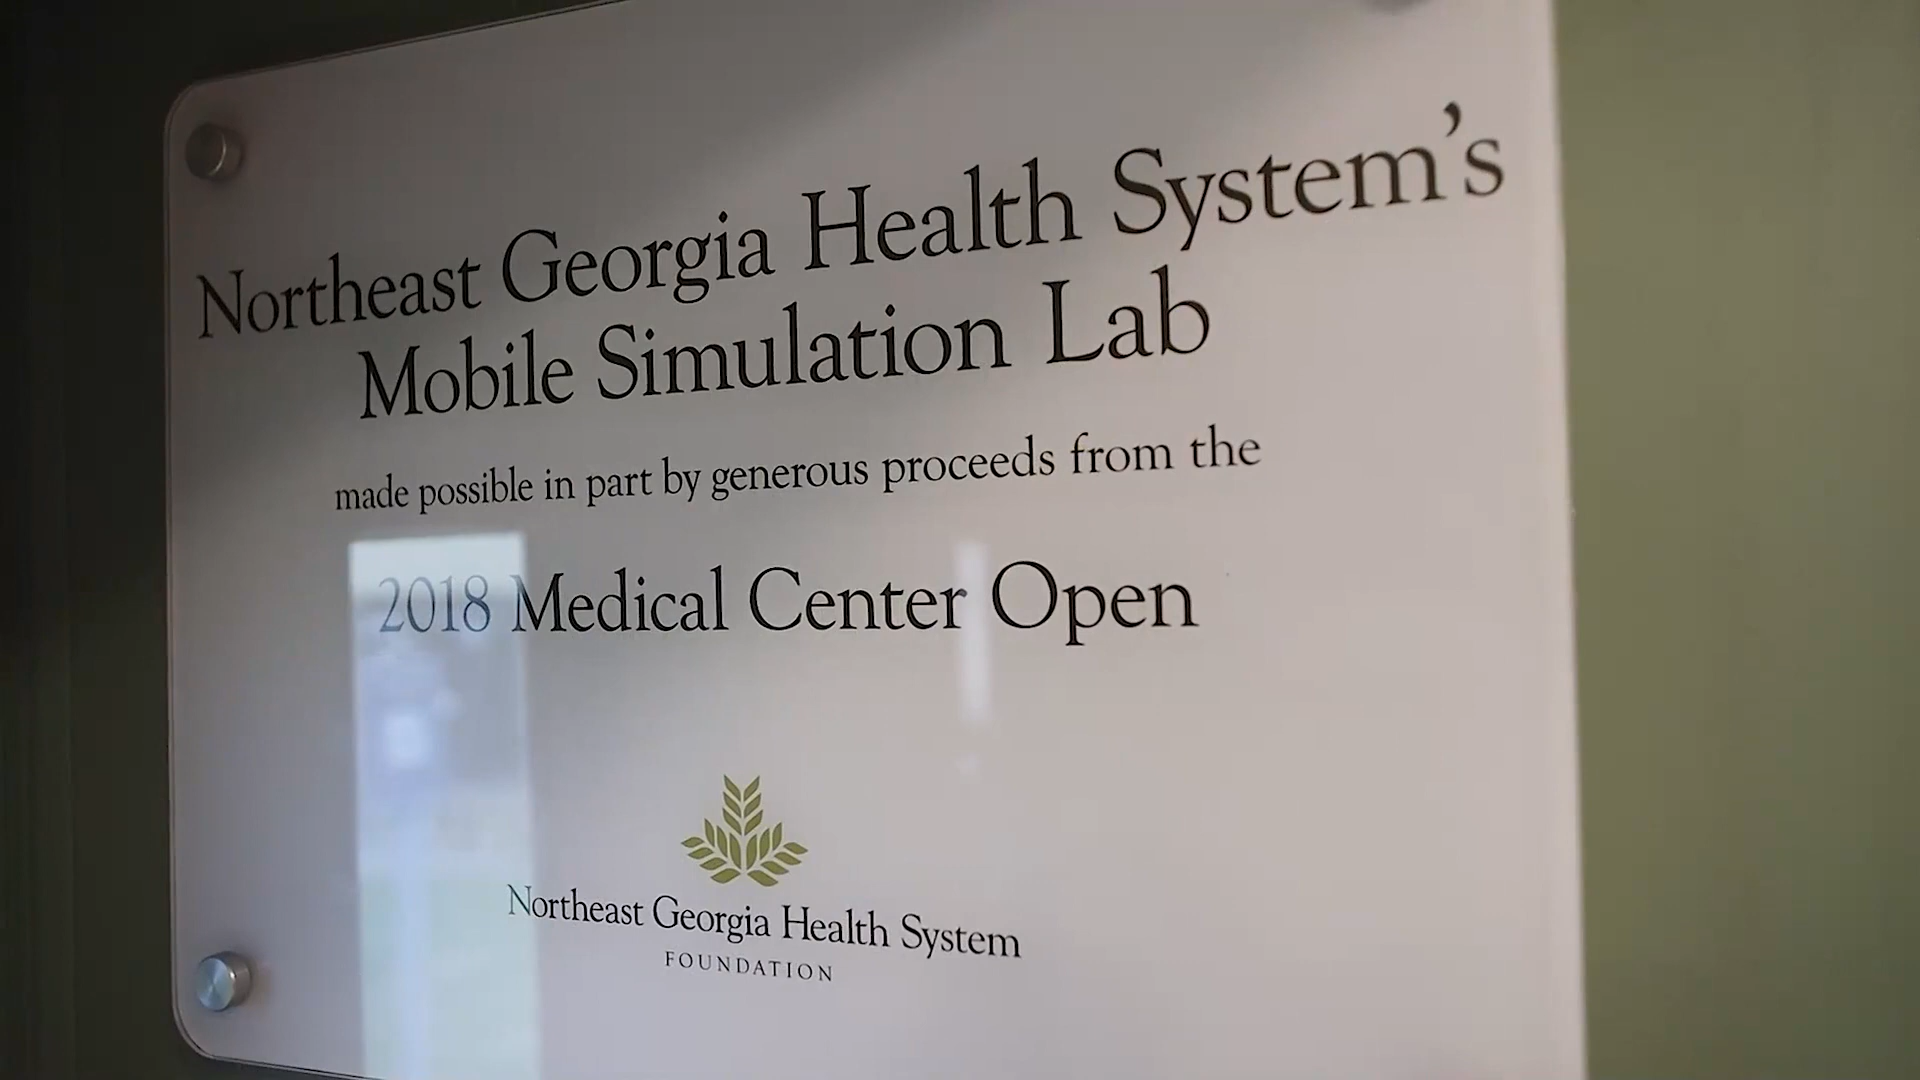 Northeast Georgia Health System's
Mobile Simulation Lab
made possible in part by generous proceeds from the
2018 Medical Center Open
Northeast Georgia Health System
FOUNDATION